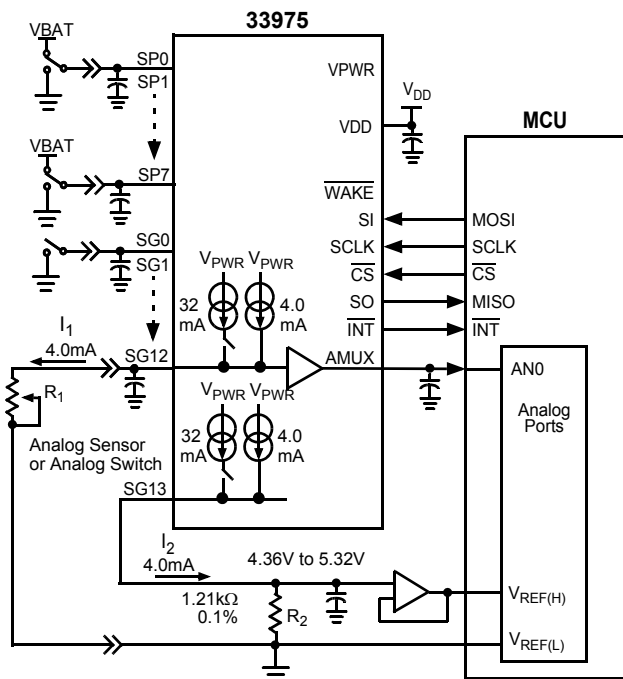 33975
VBAT
SP0
SP1
VPWR
VDD
VDD
MCU
VBAT
SP7
WAKE
SI
MOSI
SCLK
SCLK
CS
CS
SG0
SG1
VPWR VPWR
SO
MISO
32 mA
4.0 mA
INT
INT
I1
4.0mA
SG12
AMUX
AN0
R1
VPWR VPWR
Analog Ports
32 mA
4.0 mA
Analog Sensor
or Analog Switch
SG13
I2
4.0mA
4.36V to 5.32V
1.21kΩ
0.1%
R2
VREF(H)
VREF(L)